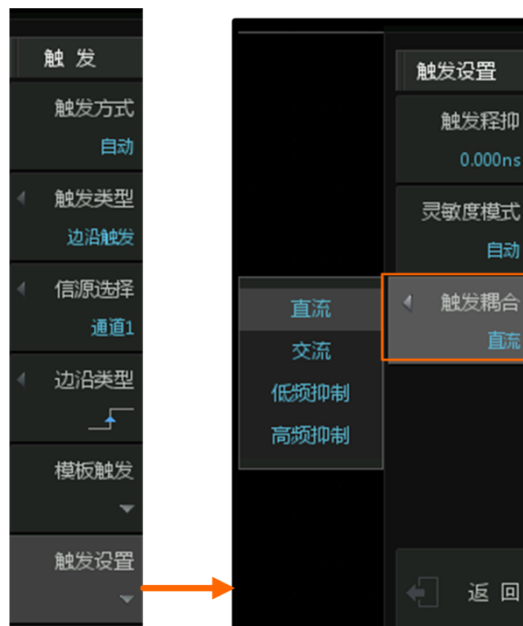 触 发
触发方式
自动
触发类型
边沿触发
信源选择
通道1
边沿类型
模板触发
触发设置
触发设置
触发释抑
0.000ns
灵敏度模式
自动
触发耦合
直流
直流
交流
低频抑制
高频抑制
返 回